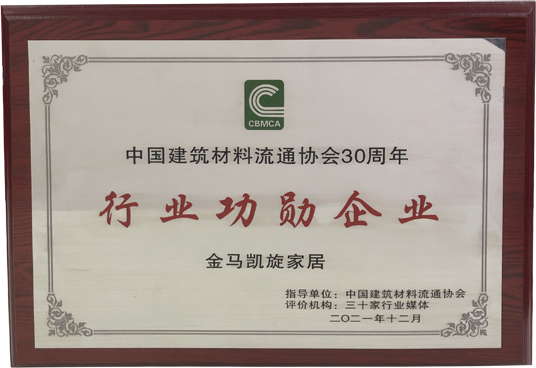 CBMCA
中国建筑材料流通协会30周年
行业功勋企业
金马凯旋家居
指导单位：中国建筑材料流通协会
评价机构：三十家行业媒体
二〇二一年十二月